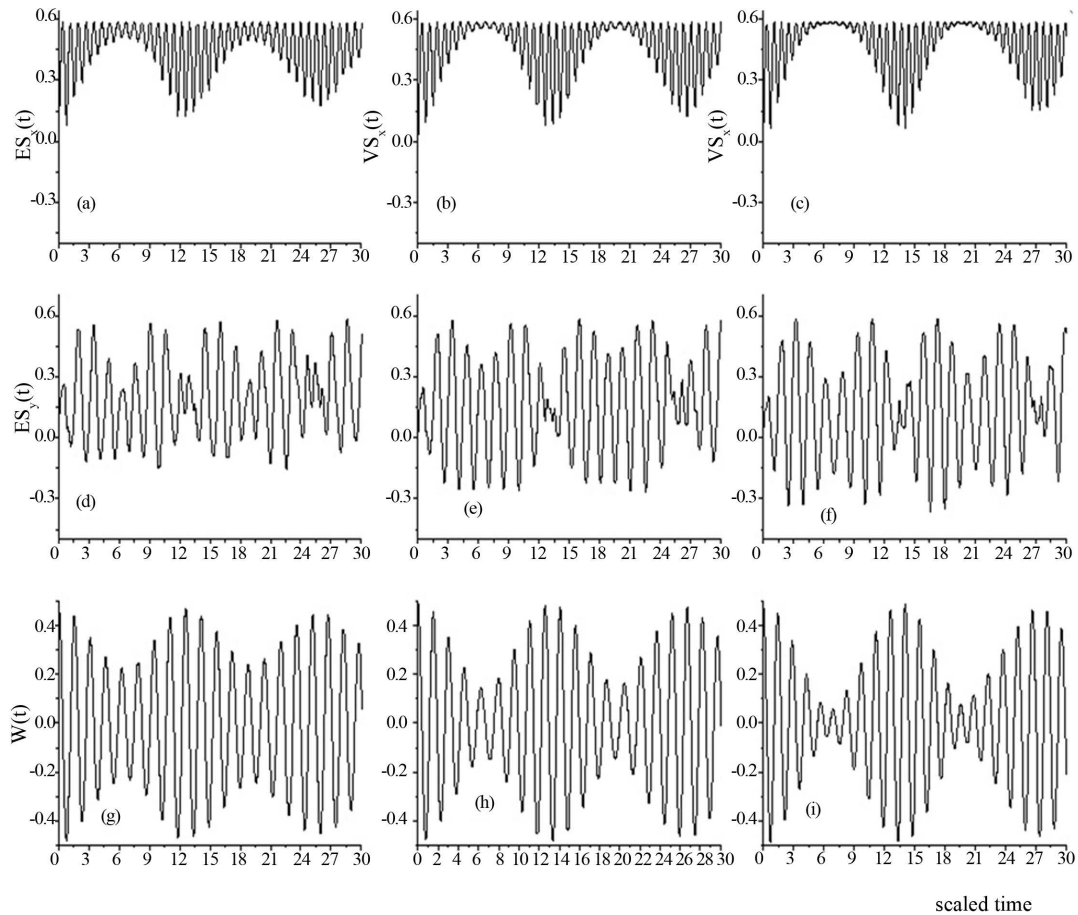 0.6 0.6 0.6
0.3 0.3 0.3
0.0 0.0 0.0
-0.3 -0.3 -0.3
ES_x(t) VS_x(t) VS_x(t)
(a) (b) (c)
0 3 6 9 12 15 18 21 24 27 30 0 3 6 9 12 15 18 21 24 27 30 0 3 6 9 12 15 18 21 24 27 30
0.6 0.6 0.6
0.3 0.3 0.3
0.0 0.0 0.0
-0.3 -0.3 -0.3
ES_y(t)
(d) (e) (f)
0 3 6 9 12 15 18 21 24 27 30 0 3 6 9 12 15 18 21 24 27 30 0 3 6 9 12 15 18 21 24 27 30
0.4 0.4 0.4
0.2 0.2 0.2
0.0 0.0 0.0
-0.2 -0.2 -0.2
-0.4 -0.4 -0.4
W(t)
(g) (h) (i)
0 3 6 9 12 15 18 21 24 27 30 0 2 4 6 8 10 12 14 16 18 20 22 24 26 28 30 0 3 6 9 12 15 18 21 24 27 30
scaled time